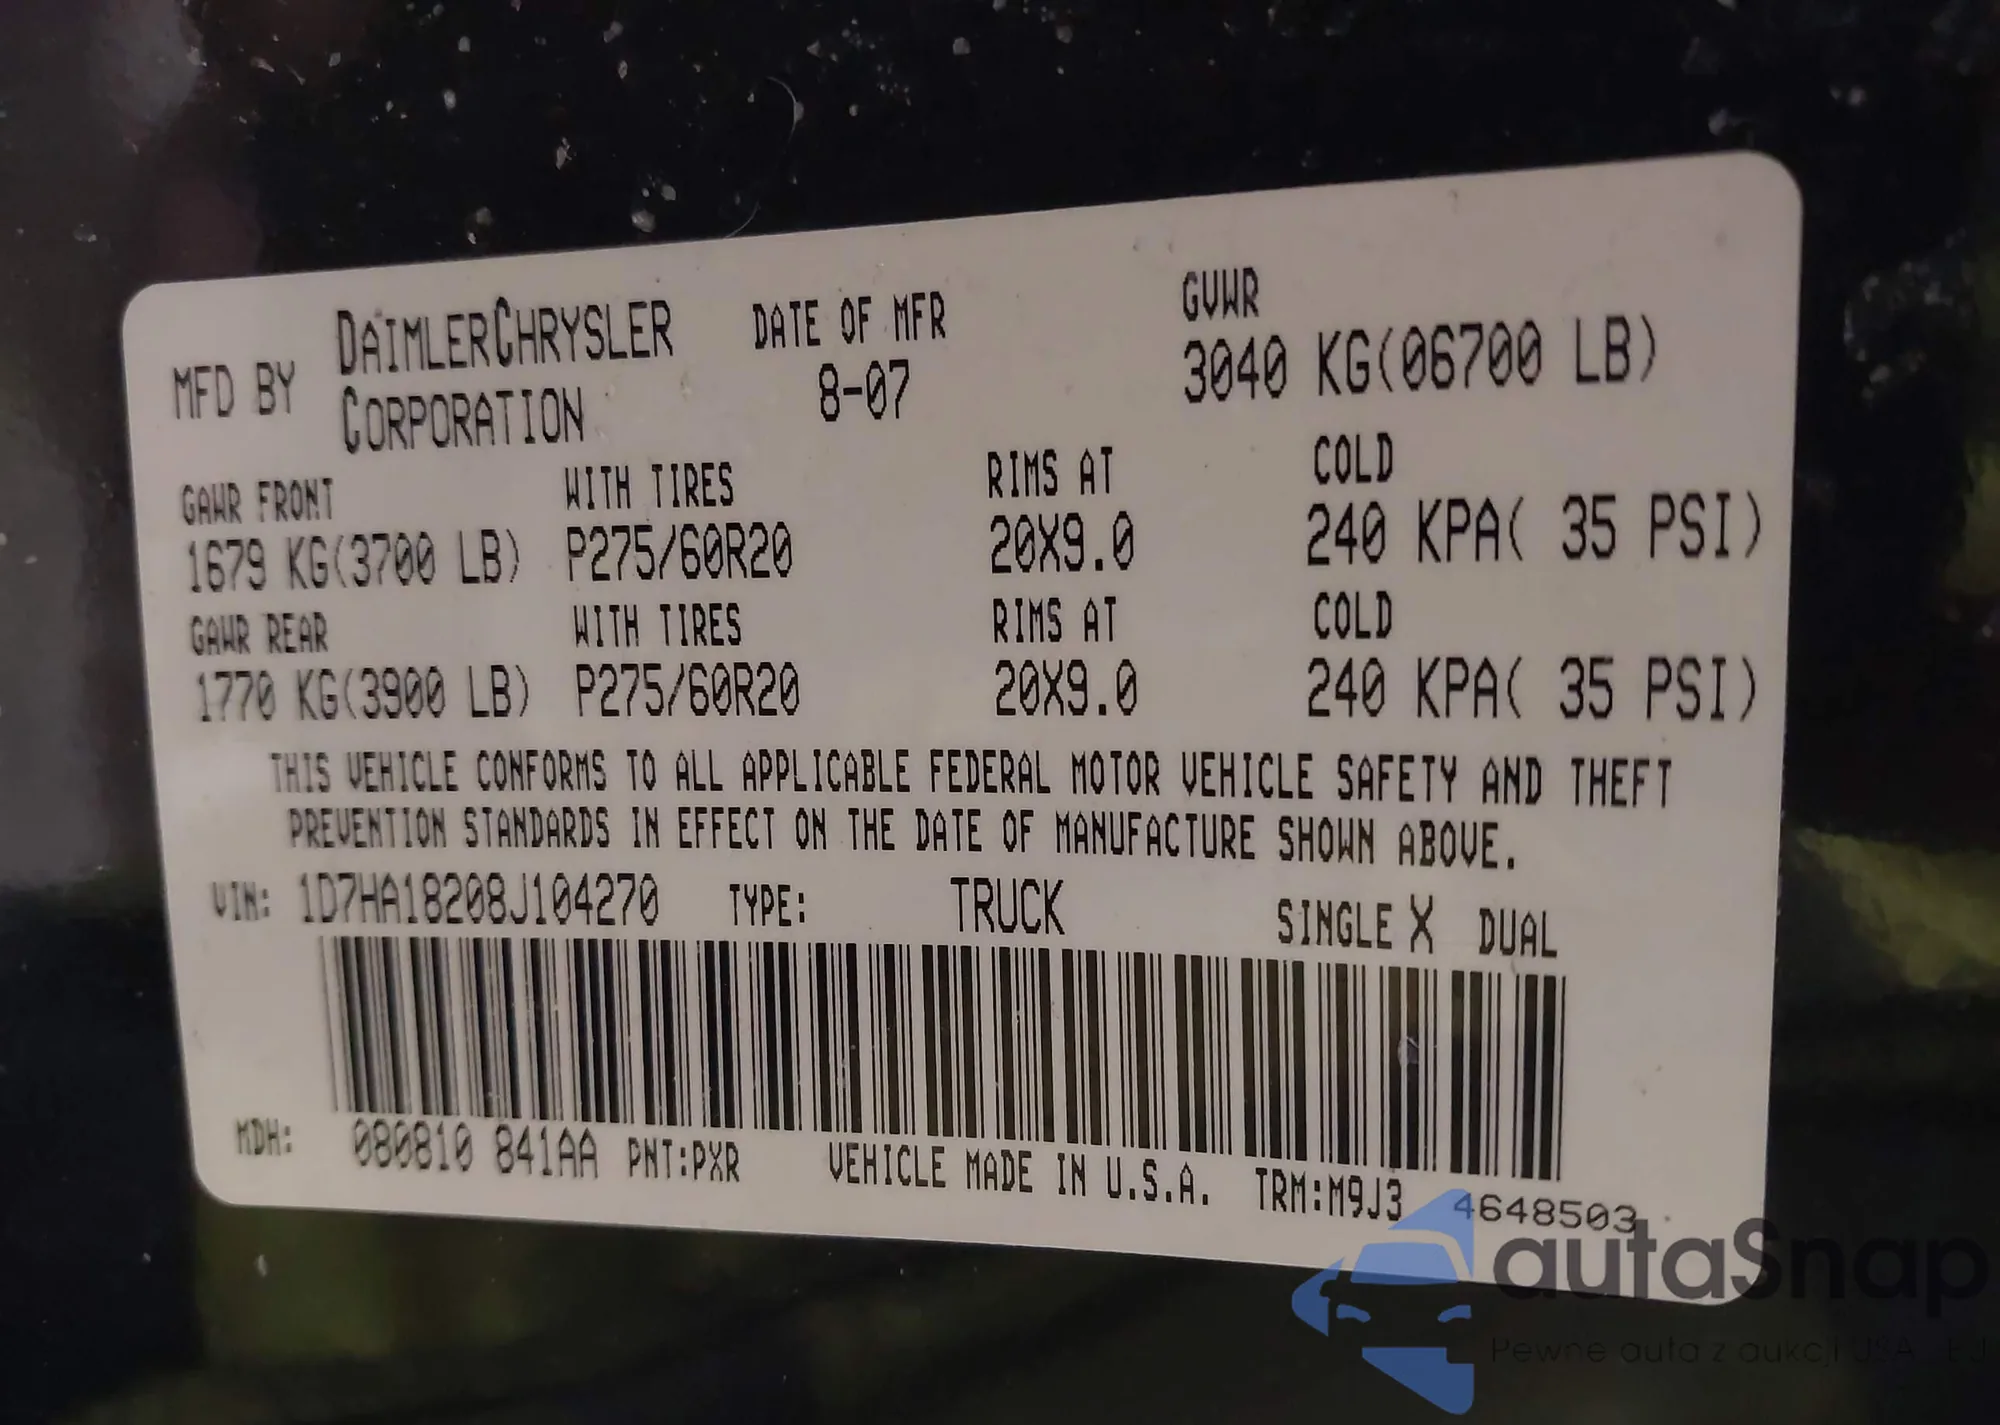 MFD BY DAIMLERCHRYSLER CORPORATION
DATE OF MFR
8-07
GVWR
3040 KG(06700 LB)
GAWR FRONT WITH TIRES RIMS AT COLD
1679 KG(3700 LB) P275/60R20 20X9.0 240 KPA( 35 PSI)
GAWR REAR WITH TIRES RIMS AT COLD
1770 KG(3900 LB) P275/60R20 20X9.0 240 KPA( 35 PSI)
THIS VEHICLE CONFORMS TO ALL APPLICABLE FEDERAL MOTOR VEHICLE SAFETY AND THEFT
PREVENTION STANDARDS IN EFFECT ON THE DATE OF MANUFACTURE SHOWN ABOVE.
VIN: 1D7HA18208J104270 TYPE: TRUCK SINGLE X DUAL
MDH: 080810 841AA PNT:PXR VEHICLE MADE IN U.S.A. TRM:M9J3 4648503
autaSnap
Pewne auta z aukcji USA